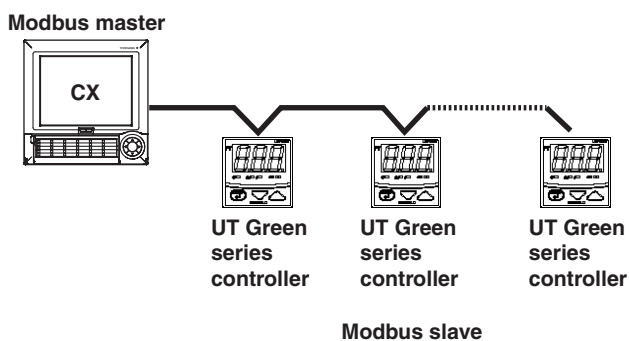 Modbus master
CX
UT Green
series
controller
UT Green
series
controller
UT Green
series
controller
Modbus slave